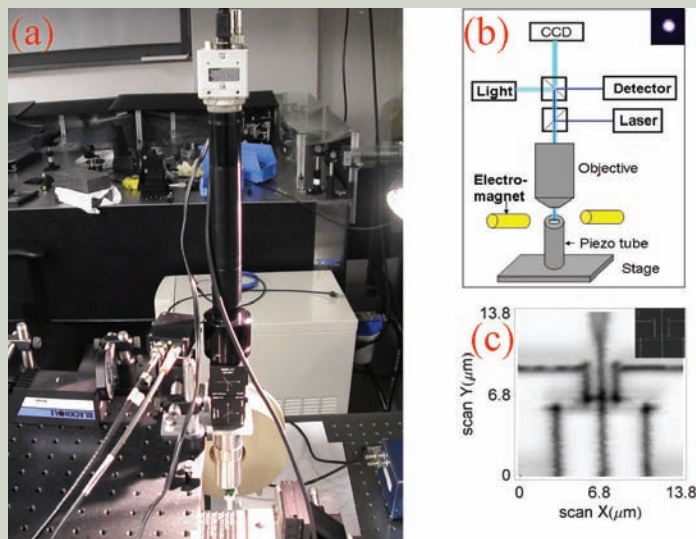 (a)
BLACKHOLE
(b)
CCD
Light
Detector
Laser
Objective
Electro-
magnet
Piezo tube
Stage
(c)
13.8
scan Y(μm)
6.8
0
0
6.8
13.8
scan X(μm)